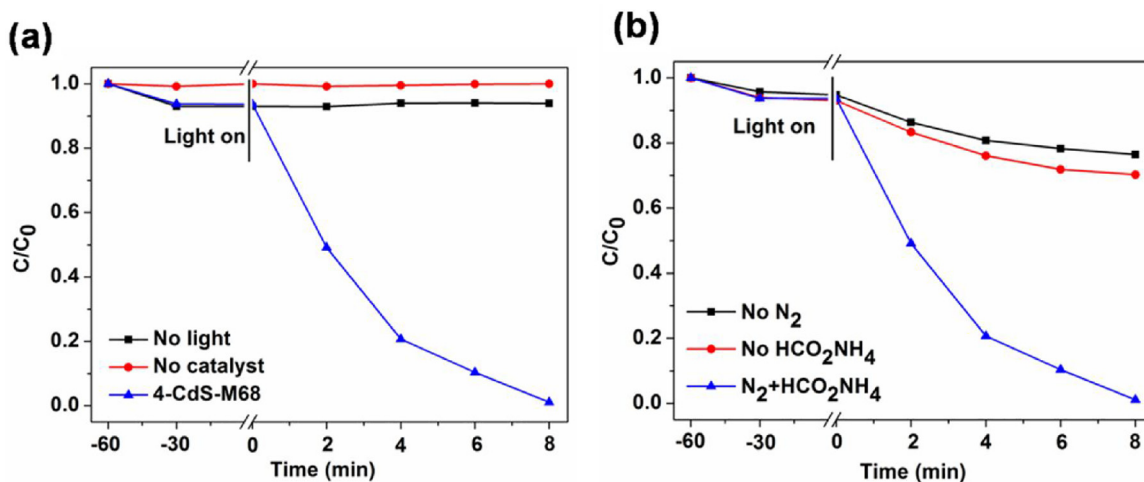 (a)
C/C0
1.0
0.8
0.6
0.4
0.2
0.0
Light on
No light
No catalyst
4-CdS-M68
-60 -30 0 2 4 6 8
Time (min)
(b)
C/C0
1.0
0.8
0.6
0.4
0.2
0.0
Light on
No N2
No HCO2NH4
N2+HCO2NH4
-60 -30 0 2 4 6 8
Time (min)